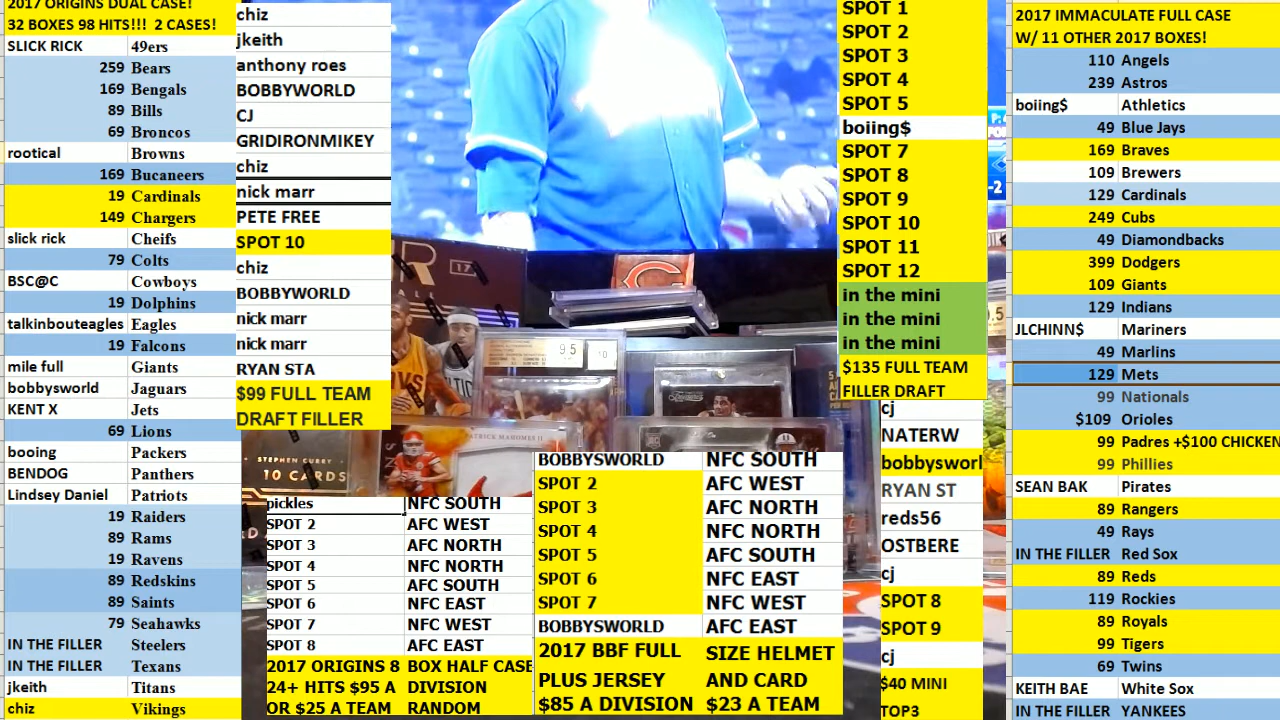 2017 ORIGINS DUAL CASE!
32 BOXES 98 HITS!!! 2 CASES!
SLICK RICK 49ers
259 Bears
169 Bengals
89 Bills
69 Broncos
rootical Browns
169 Bucaneers
19 Cardinals
149 Chargers
slick rick Cheifs
79 Colts
BSC@C Cowboys
19 Dolphins
talkinbouteagles Eagles
19 Falcons
mile full Giants
bobbysworld Jaguars
KENT X Jets
69 Lions
booing Packers
BENDOG Panthers
Lindsey Daniel Patriots
19 Raiders
89 Rams
19 Ravens
89 Redskins
89 Saints
79 Seahawks
IN THE FILLER Steelers
IN THE FILLER Texans
jkeith Titans
chiz Vikings
chiz
jkeith
anthony roes
BOBBYWORLD
CJ
GRIDIRONMIKEY
chiz
nick marr
PETE FREE
SPOT 10
chiz
BOBBYWORLD
nick marr
nick marr
RYAN STA
$99 FULL TEAM
DRAFT FILLER
17
9.5
10
CAVS
PATRICK MAHOMES II
STEPHEN CURRY
10 CARDS
pickles NFC SOUTH
SPOT 2 AFC WEST
SPOT 3 AFC NORTH
SPOT 4 NFC NORTH
SPOT 5 AFC SOUTH
SPOT 6 NFC EAST
SPOT 7 NFC WEST
SPOT 8 AFC EAST
2017 ORIGINS 8 BOX HALF CASE
24+ HITS $95 A DIVISION
OR $25 A TEAM RANDOM
BOBBYSWORLD NFC SOUTH
SPOT 2 AFC WEST
SPOT 3 AFC NORTH
SPOT 4 NFC NORTH
SPOT 5 AFC SOUTH
SPOT 6 NFC EAST
SPOT 7 NFC WEST
BOBBYSWORLD AFC EAST
2017 BBF FULL SIZE HELMET
PLUS JERSEY AND CARD
$85 A DIVISION $23 A TEAM
SPOT 1
SPOT 2
SPOT 3
SPOT 4
SPOT 5
boiing$
SPOT 7
SPOT 8
SPOT 9
SPOT 10
SPOT 11
SPOT 12
in the mini
in the mini
in the mini
$135 FULL TEAM
FILLER DRAFT
cj
NATERW
bobbysworl
RYAN ST
reds56
OSTBERE
cj
SPOT 8
SPOT 9
cj
$40 MINI
TOP3
2017 IMMACULATE FULL CASE
W/ 11 OTHER 2017 BOXES!
110 Angels
239 Astros
boiing$ Athletics
49 Blue Jays
169 Braves
109 Brewers
129 Cardinals
249 Cubs
49 Diamondbacks
399 Dodgers
109 Giants
129 Indians
JLCHINN$ Mariners
49 Marlins
129 Mets
99 Nationals
$109 Orioles
99 Padres +$100 CHICKEN
99 Phillies
SEAN BAK Pirates
89 Rangers
49 Rays
IN THE FILLER Red Sox
89 Reds
119 Rockies
89 Royals
99 Tigers
69 Twins
KEITH BAE White Sox
IN THE FILLER YANKEES